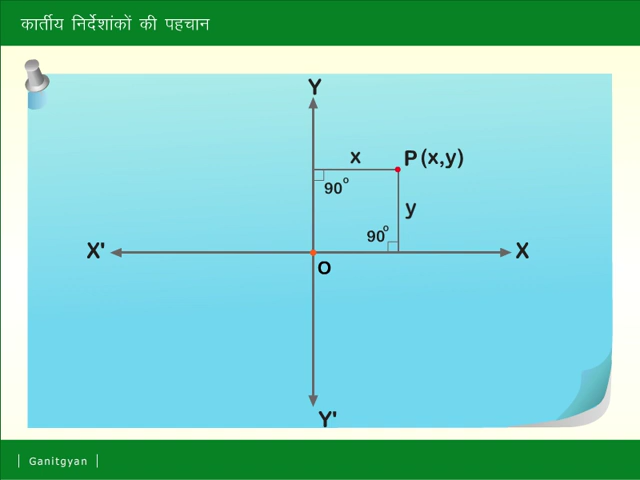 कार्तीय निर्देशांकों की पहचान
Y
x P (x,y)
90°
y
90°
X' X
O
Y'
| Ganitgyan |